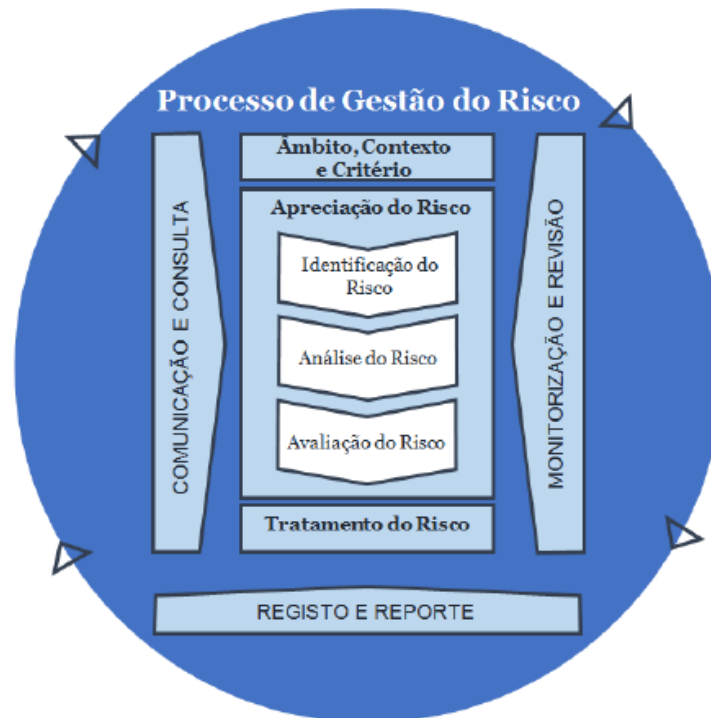 Processo de Gestão do Risco
Âmbito, Contexto
e Critério
COMUNICAÇÃO E CONSULTA
Apreciação do Risco
Identificação do
Risco
Análise do Risco
Avaliação do Risco
Tratamento do Risco
MONITORIZAÇÃO E REVISÃO
REGISTO E REPORTE